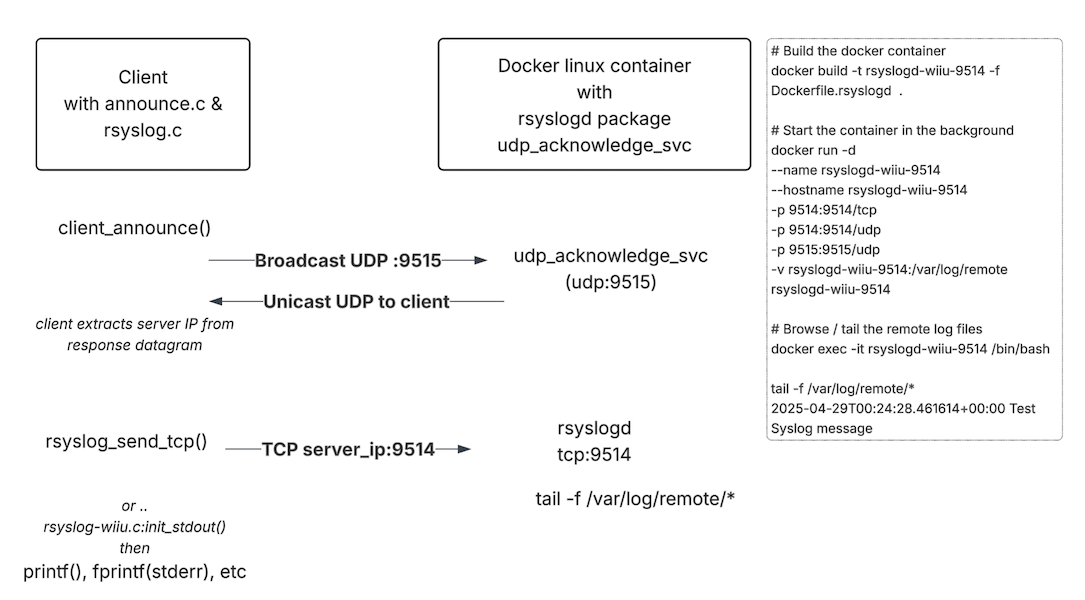 Client
with announce.c &
rsyslog.c
Docker linux container
with
rsyslogd package
udp_acknowledge_svc
client_announce()
Broadcast UDP :9515
udp_acknowledge_svc
(udp:9515)
Unicast UDP to client
client extracts server IP from
response datagram
rsyslog_send_tcp()
TCP server_ip:9514
rsyslogd
tcp:9514
tail -f /var/log/remote/*
or ..
rsyslog-wiiu.c:init_stdout()
then
printf(), fprintf(stderr), etc
# Build the docker container
docker build -t rsyslogd-wiiu-9514 -f
Dockerfile.rsyslogd .
# Start the container in the background
docker run -d
--name rsyslogd-wiiu-9514
--hostname rsyslogd-wiiu-9514
-p 9514:9514/tcp
-p 9514:9514/udp
-p 9515:9515/udp
-v rsyslogd-wiiu-9514:/var/log/remote
rsyslogd-wiiu-9514
# Browse / tail the remote log files
docker exec -it rsyslogd-wiiu-9514 /bin/bash
tail -f /var/log/remote/*
2025-04-29T00:24:28.461614+00:00 Test
Syslog message